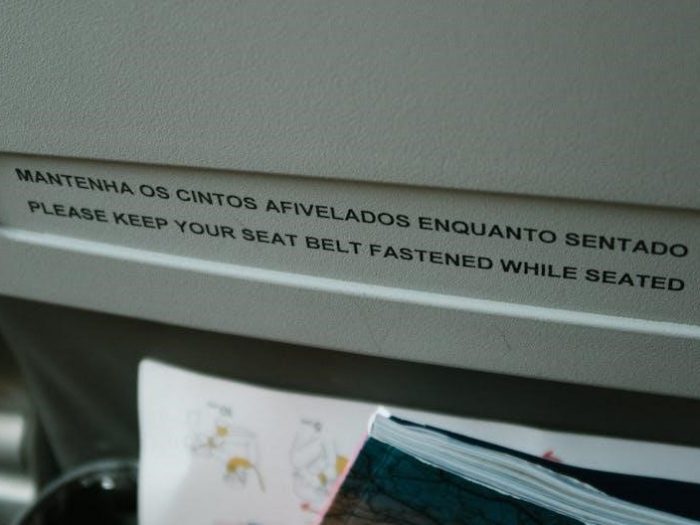 MANTENHA OS CINTOS AFIVELADOS ENQUANTO SENTADO
PLEASE KEEP YOUR SEAT BELT FASTENED WHILE SEATED